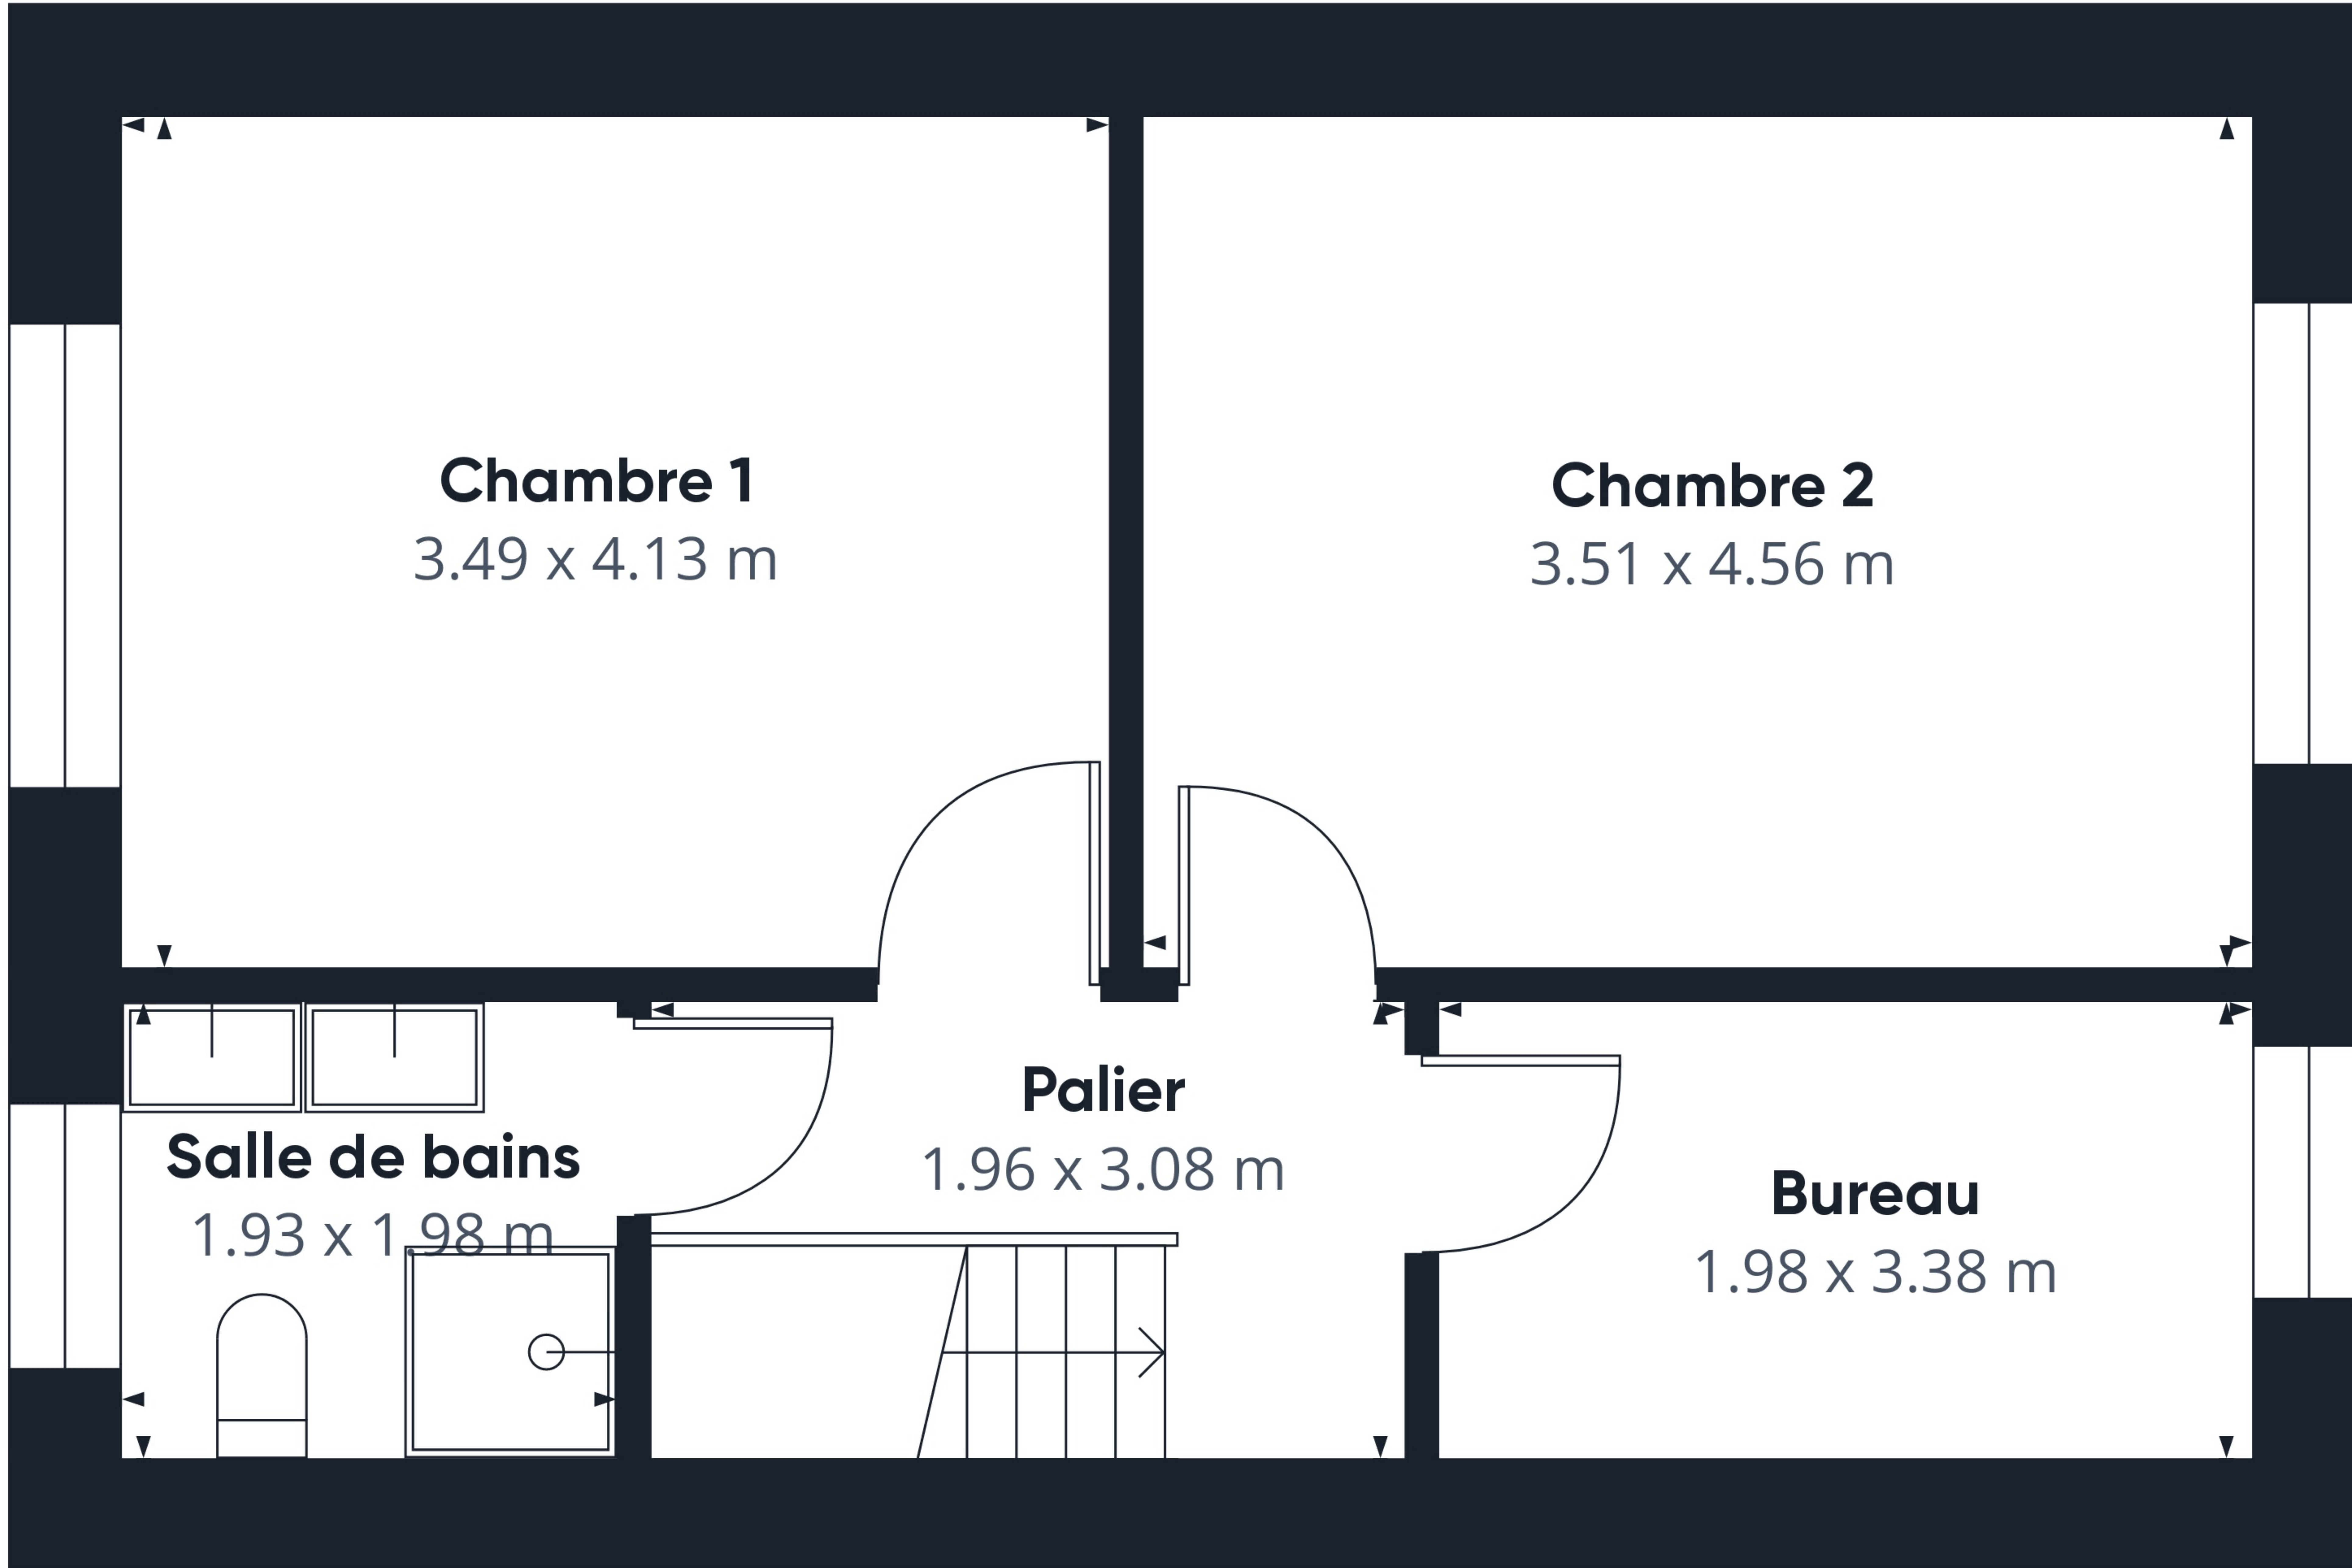 Chambre 1
3.49 x 4.13 m
Chambre 2
3.51 x 4.56 m
Palier
1.96 x 3.08 m
Salle de bains
1.93 x 1.98 m
Bureau
1.98 x 3.38 m